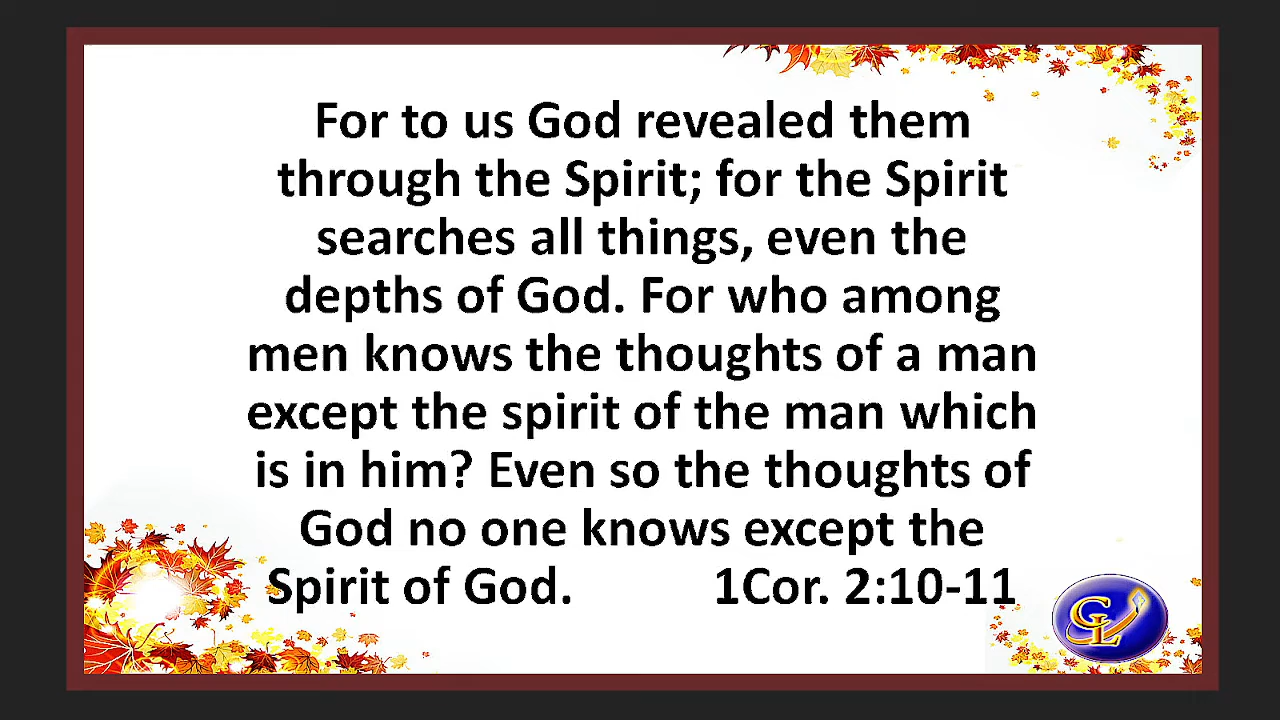 For to us God revealed them
through the Spirit; for the Spirit
searches all things, even the
depths of God. For who among
men knows the thoughts of a man
except the spirit of the man which
is in him? Even so the thoughts of
God no one knows except the
Spirit of God. 1Cor. 2:10-11
GL